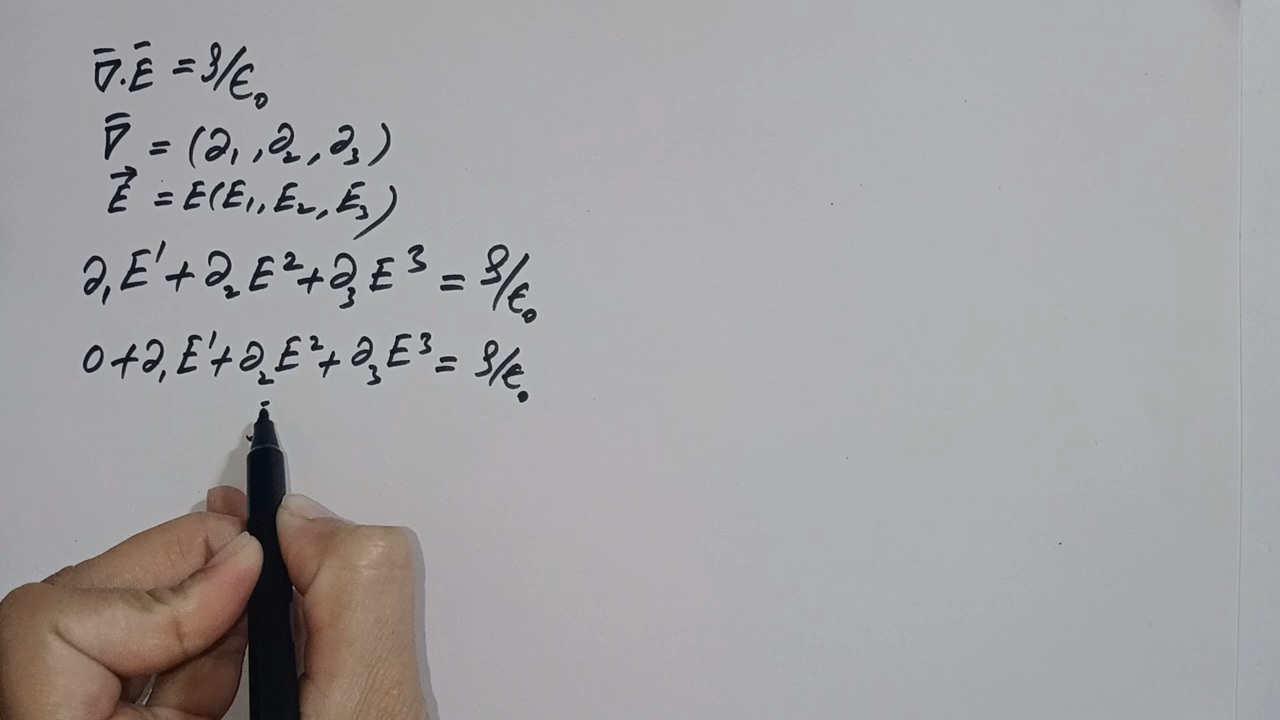 ∇̄.Ē = ρ/ϵ₀
∇̄ = (∂₁, ∂₂, ∂₃)
E⃗ = E(E₁, E₂, E₃)
∂₁E¹ + ∂₂E² + ∂₃E³ = ρ/ϵ₀
0 + ∂₁E¹ + ∂₂E² + ∂₃E³ = ρ/ϵ₀